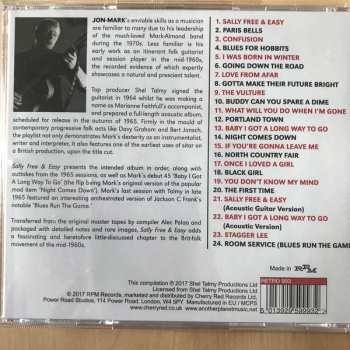 JON-MARK's enviable skills as a musician
are familiar to many due to his leadership
of the much-loved Mark-Almond band
during the 1970s. Less familiar is his
early work as an itinerant folk guitarist
and session player in the mid-1960s,
the recorded evidence of which expertly
showcases a natural and prescient talent.
Top producer Shel Talmy signed the
guitarist in 1964 whilst he was making a
name as Marianne Faithfull's accompanist,
and prepared a full-length acoustic album,
scheduled for release in the autumn of 1965. Firmly in the mould of
contemporary progressive folk acts like Davy Graham and Bert Jansch,
the playlist not only demonstrates Mark's dexterity as an instrumentalist,
writer and interpreter, it also features one of the earliest uses of sitar on
a British production, upon the title cut.
Sally Free & Easy presents the intended album in order, along with
outtakes from the 1965 sessions, as well as Mark's debut 45 'Baby I Got
A Long Way To Go' (the flip being Mark's original version of the popular
mod item 'Night Comes Down'). Mark's last session with Talmy in late
1965 featured an interesting orchestrated version of Jackson C Frank's
notable 'Blues Run The Game'.
Transferred from the original master tapes by compiler Alec Palao and
packaged with detailed notes and rare images, Sally Free & Easy adds
a fascinating and heretofore little-discussed chapter to the British
movement of the mid-1960s.
1. SALLY FREE & EASY
2. PARIS BELLS
3. CONFUSION
4. BLUES FOR HOBBITS
5. I WAS BORN IN WINTER
6. GOING DOWN THE ROAD
7. LOVE FROM AFAR
8. GOTTA MAKE THEIR FUTURE BRIGHT
9. THE VULTURE
10. BUDDY CAN YOU SPARE A DIME
11. WHAT WILL YOU DO WHEN I'M GONE
12. PORTLAND TOWN
13. BABY I GOT A LONG WAY TO GO
14. NIGHT COMES DOWN
15. IF YOU'RE GONNA LEAVE ME
16. NORTH COUNTRY FAIR
17. ONCE I LOVED A GIRL
18. BLACK GIRL
19. YOU DON'T KNOW MY MIND
20. THE FIRST TIME
21. SALLY FREE & EASY
(Acoustic Guitar Version)
22. BABY I GOT A LONG WAY TO GO
(Acoustic Version)
23. STAGGER LEE
24. ROOM SERVICE (BLUES RUN THE GAME)
Made in RPM
This compilation © 2017 Shel Talmy Productions Ltd
Licensed from Shel Talmy Productions Ltd.
© 2017 RPM Records, marketed and distributed by Cherry Red Records Ltd,
Power Road Studios, 114 Power Road, London, W4 5PY Manufactured in EU / MCPS
www.cherryred.co.uk www.anotherplanetmusic.net
RETRO 993